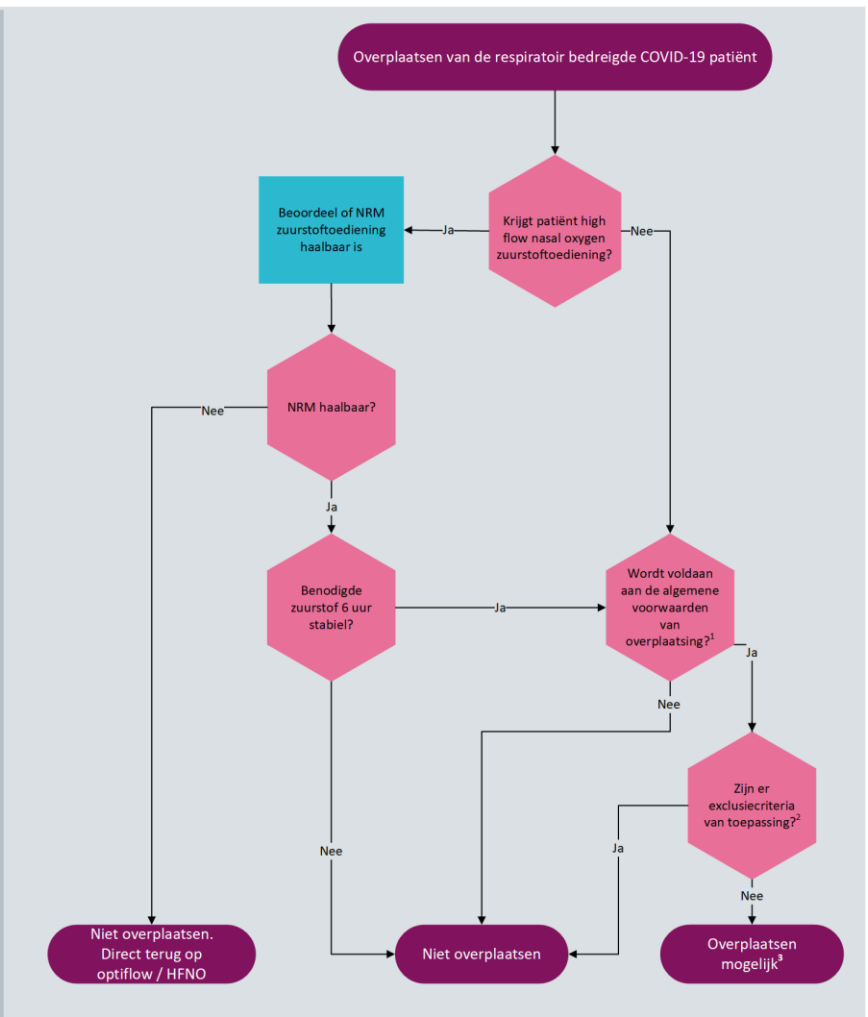 Overplaatsen van de respiratoir bedreigde COVID-19 patiënt
Beoordeel of NRM
zuurstoftoediening
haalbaar is
Ja
Krijgt patiënt high
flow nasal oxygen
zuurstoftoediening?
Nee
Nee
NRM haalbaar?
Ja
Benodigde
zuurstof 6 uur
stabiel?
Ja
Wordt voldaan
aan de algemene
voorwaarden
van
overplaatsing?¹
Ja
Nee
Zijn er
exclusiecriteria
van toepassing?²
Ja
Nee
Nee
Niet overplaatsen.
Direct terug op
optiflow / HFNO
Niet overplaatsen
Overplaatsen
mogelijk³